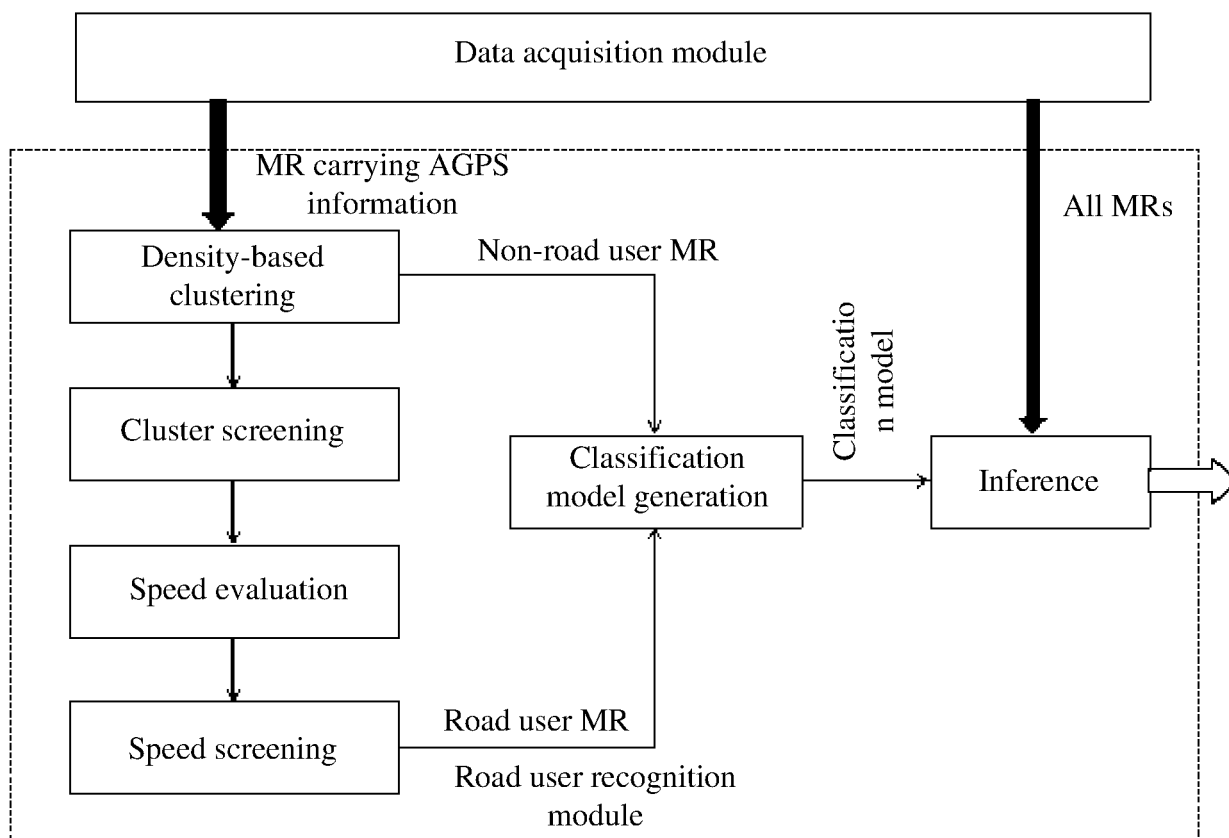 Data acquisition module
MR carrying AGPS
information
All MRs
Density-based
clustering
Non-road user MR
Cluster screening
Classificatio
n model
Classification
model generation
Inference
Speed evaluation
Speed screening
Road user MR
Road user recognition
module